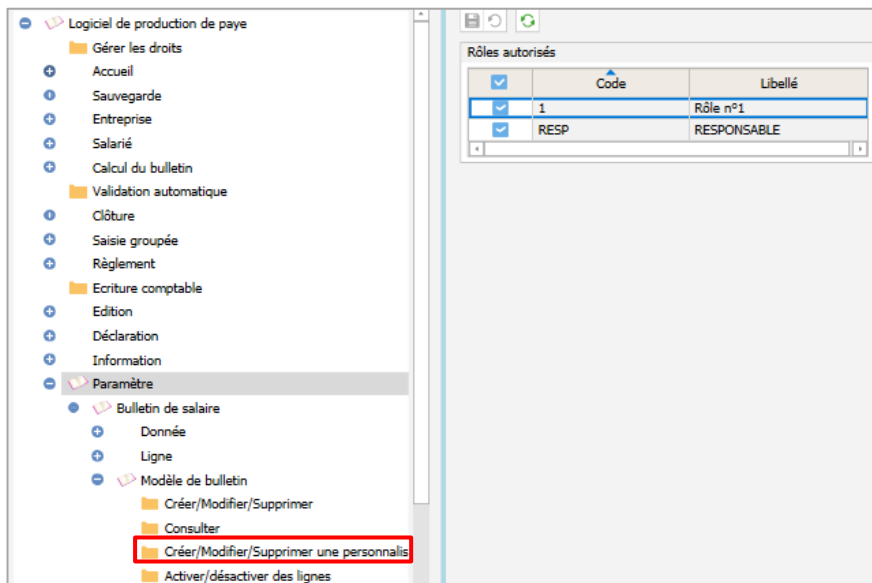 Logiciel de production de paye
Gérer les droits
Accueil
Sauvegarde
Entreprise
Salarié
Calcul du bulletin
Validation automatique
Clôture
Saisie groupée
Règlement
Ecriture comptable
Edition
Déclaration
Information
Paramètre
Bulletin de salaire
Donnée
Ligne
Modèle de bulletin
Créer/Modifier/Supprimer
Consulter
Créer/Modifier/Supprimer une personnalis
Activer/désactiver des lignes
Rôles autorisés
Code Libellé
1 Rôle n°1
RESP RESPONSABLE